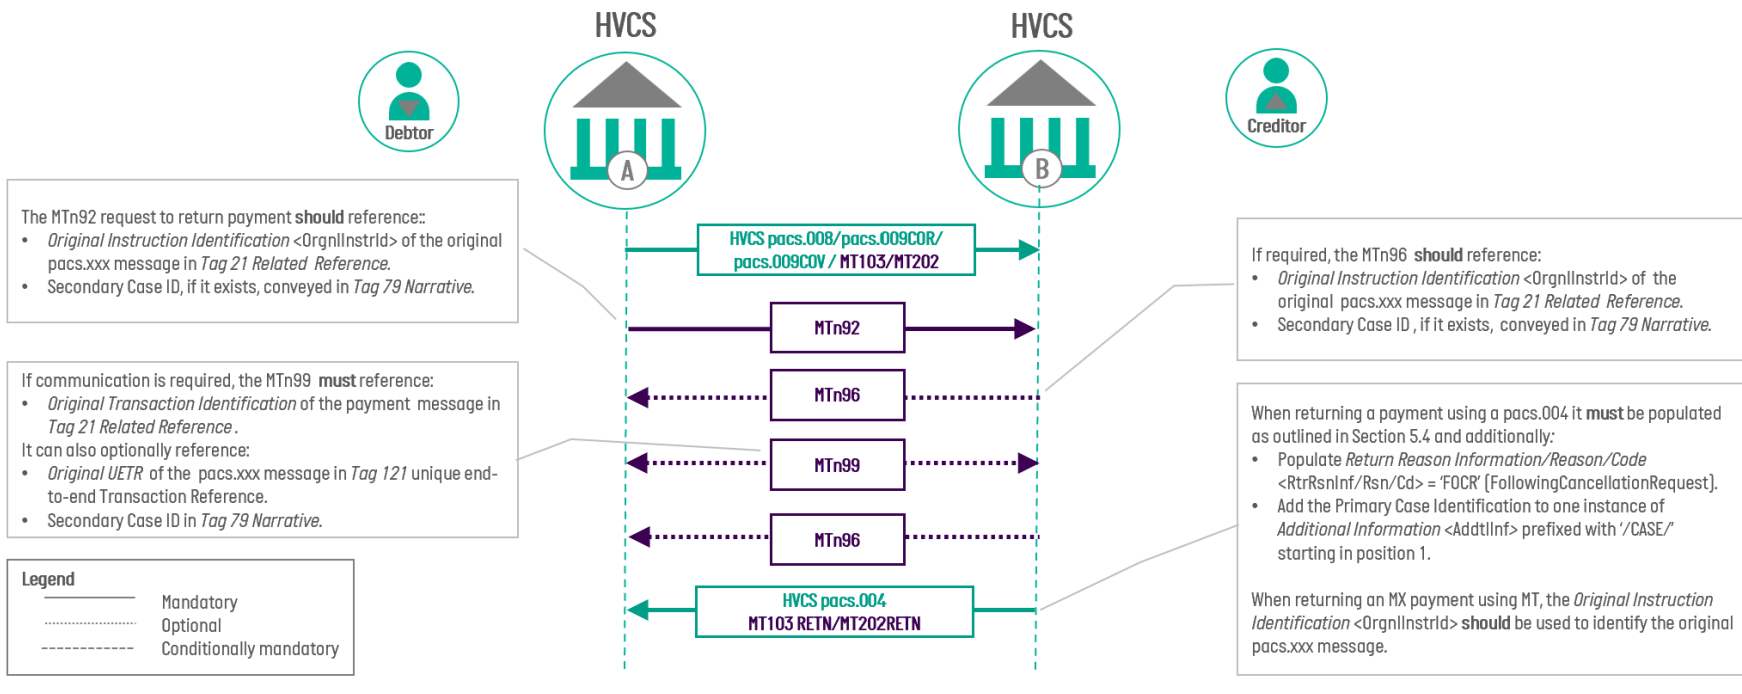 HVCS
HVCS
Debtor
A
B
Creditor
The MTn92 request to return payment should reference::
• Original Instruction Identification <OrgnlInstrId> of the original
pacs.xxx message in Tag 21 Related Reference.
• Secondary Case ID, if it exists, conveyed in Tag 79 Narrative.
If communication is required, the MTn99 must reference:
• Original Transaction Identification of the payment message in
Tag 21 Related Reference .
It can also optionally reference:
• Original UETR of the pacs.xxx message in Tag 121 unique end-
to-end Transaction Reference.
• Secondary Case ID in Tag 79 Narrative.
Legend
Mandatory
Optional
Conditionally mandatory
HVCS pacs.008/pacs.009COR/
pacs.009COV / MT103/MT202
MTn92
MTn96
MTn99
MTn96
HVCS pacs.004
MT103 RETN/MT202RETN
If required, the MTn96 should reference:
• Original Instruction Identification <OrgnlInstrId> of the
original pacs.xxx message in Tag 21 Related Reference.
• Secondary Case ID , if it exists, conveyed in Tag 79 Narrative.
When returning a payment using a pacs.004 it must be populated
as outlined in Section 5.4 and additionally:
• Populate Return Reason Information/Reason/Code
<RtrRsnInf/Rsn/Cd> = ‘FOCR’ (FollowingCancellationRequest).
• Add the Primary Case Identification to one instance of
Additional Information <AddtlInf> prefixed with ‘/CASE/’
starting in position 1.
When returning an MX payment using MT, the Original Instruction
Identification <OrgnlInstrId> should be used to identify the original
pacs.xxx message.